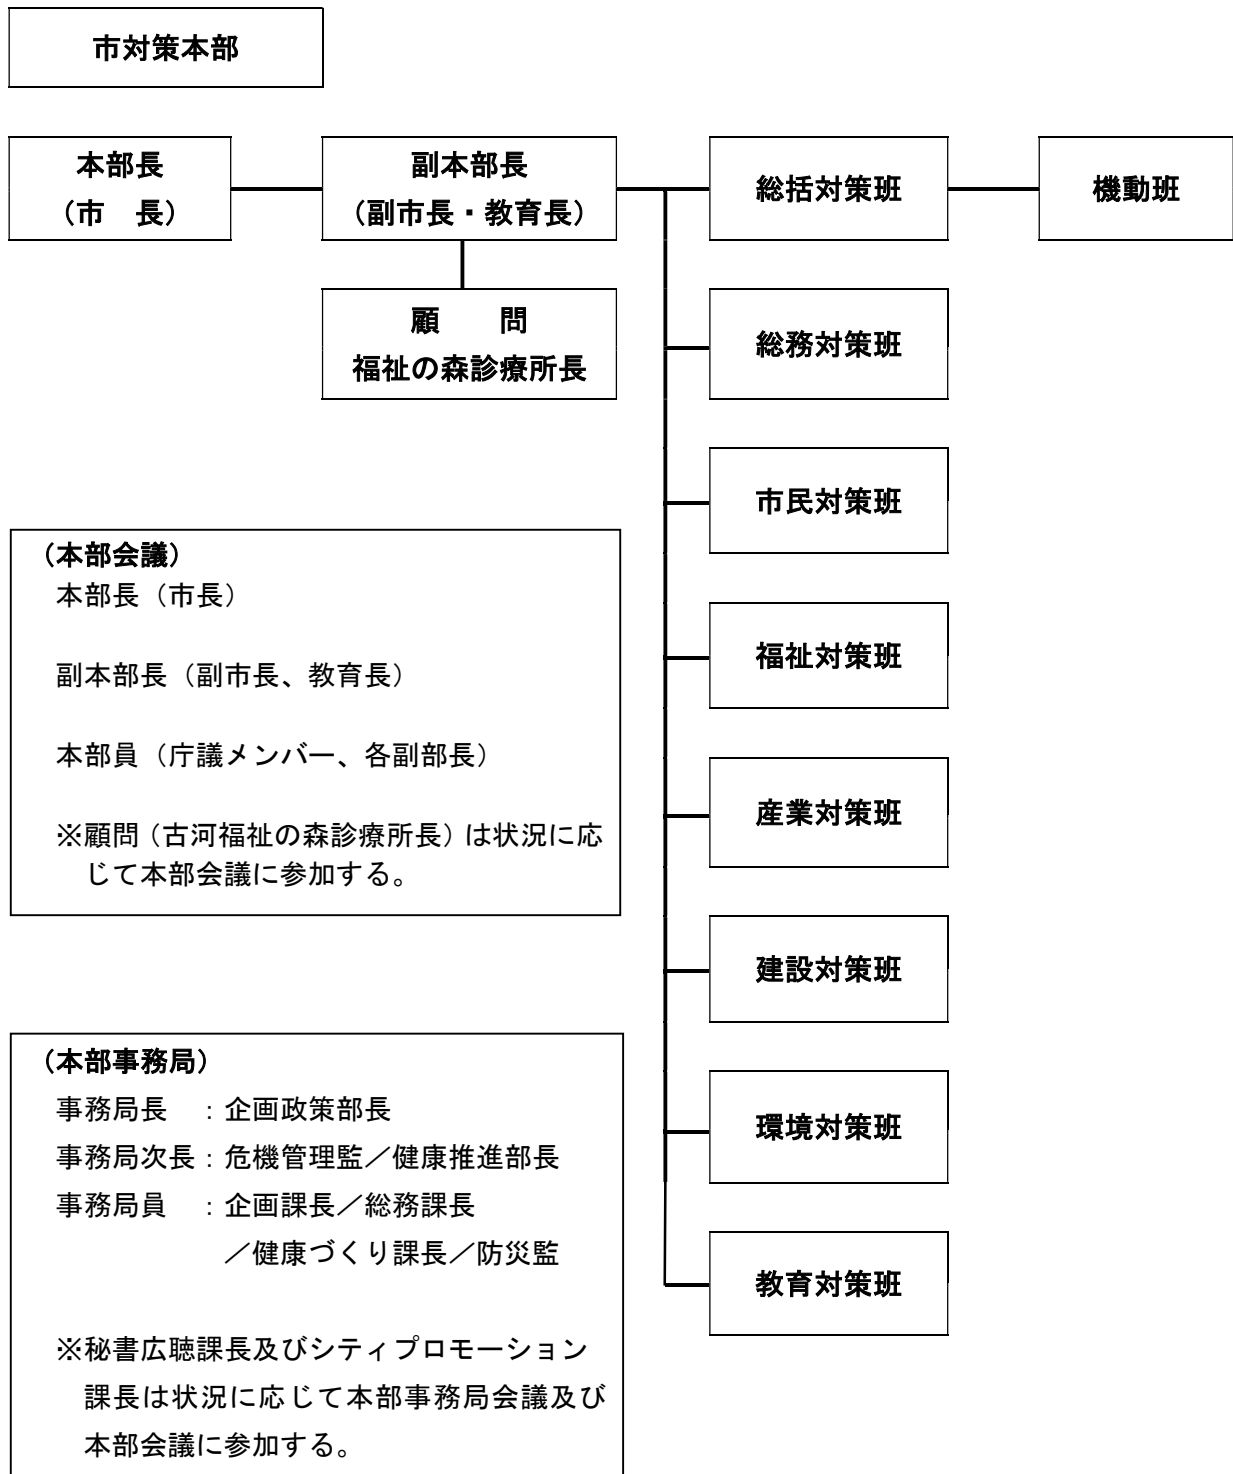 市対策本部
本部長
（市　長）
副本部長
（副市長・教育長）
総括対策班
機動班
顧　　問
福祉の森診療所長
総務対策班
市民対策班
福祉対策班
産業対策班
建設対策班
環境対策班
教育対策班
（本部会議）
本部長（市長）
副本部長（副市長、教育長）
本部員（庁議メンバー、各副部長）
※顧問（古河福祉の森診療所長）は状況に応
じて本部会議に参加する。
（本部事務局）
事務局長　：企画政策部長
事務局次長：危機管理監／健康推進部長
事務局員　：企画課長／総務課長
／健康づくり課長／防災監
※秘書広聴課長及びシティプロモーション
課長は状況に応じて本部事務局会議及び
本部会議に参加する。